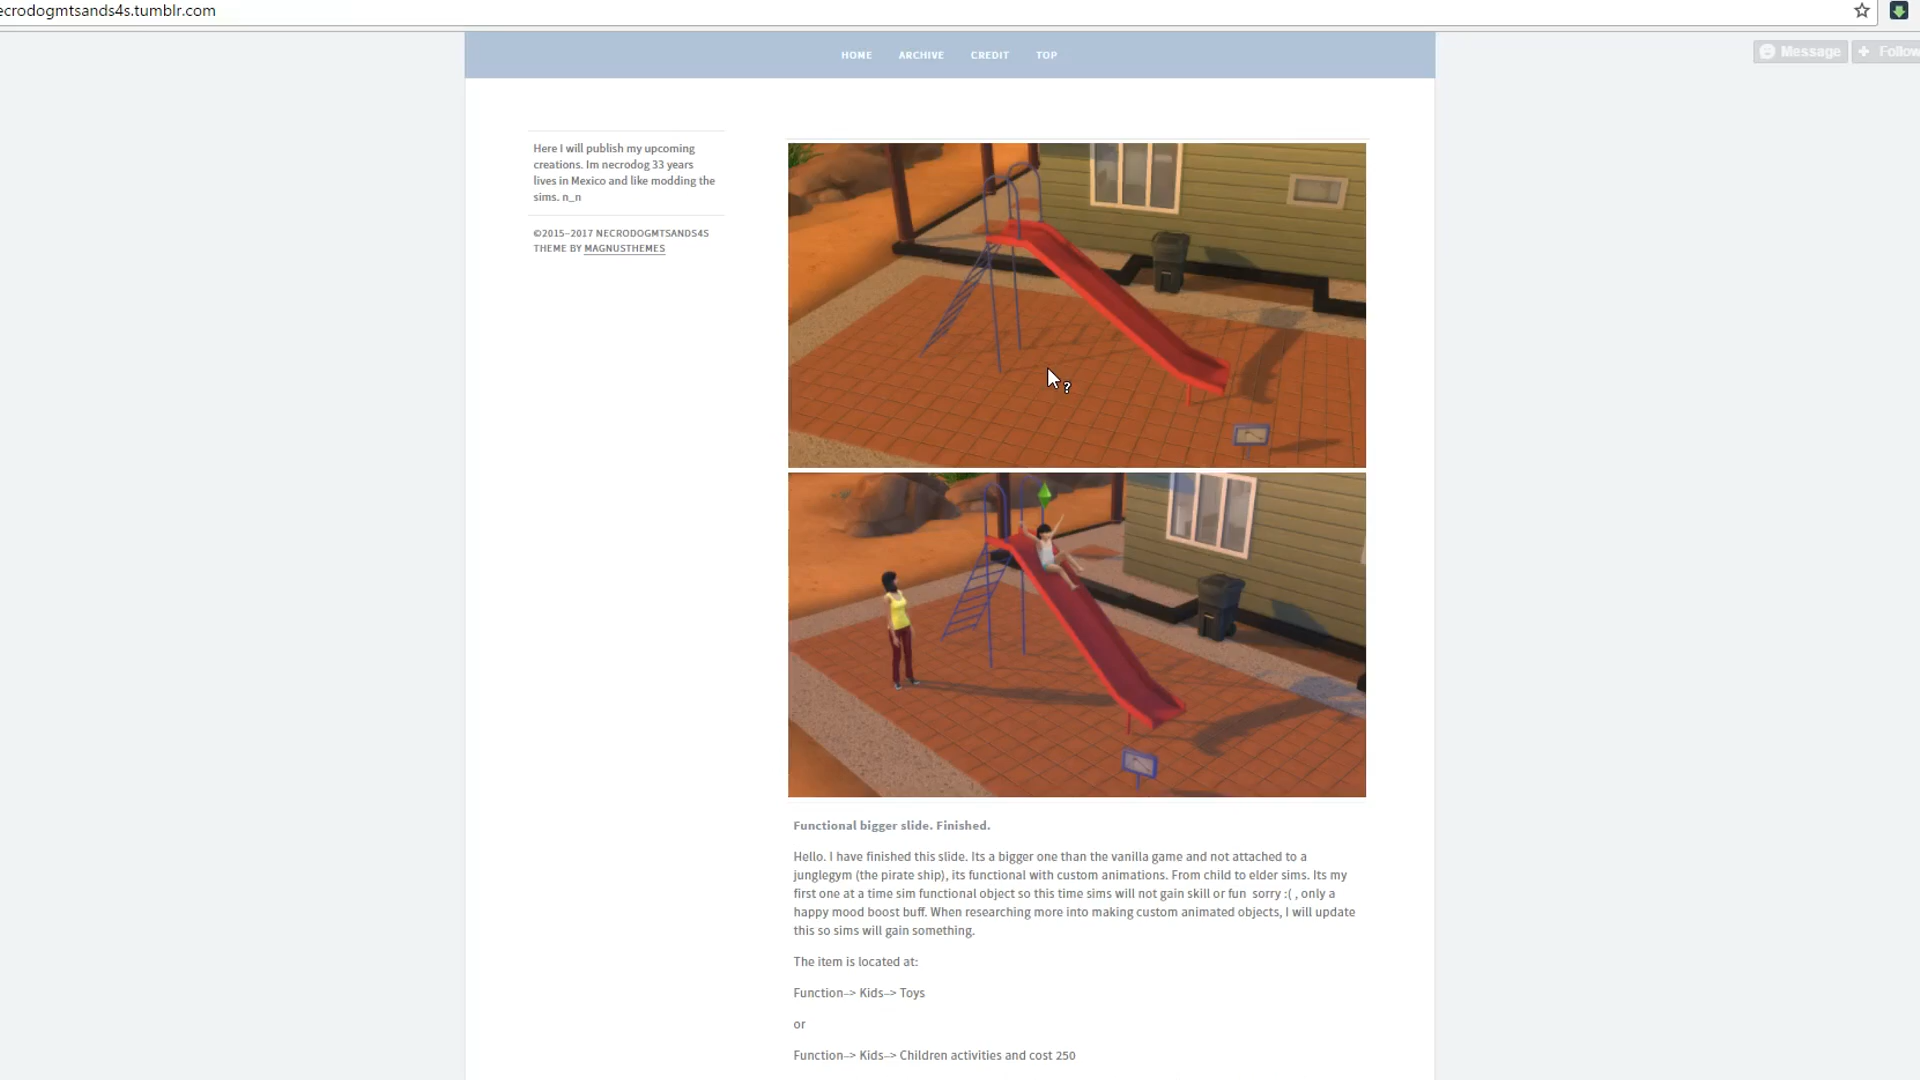 ecrodogmtsands4s.tumblr.com
HOME ARCHIVE CREDIT TOP
Message
Follow
Here I will publish my upcoming
creations. Im necrodog 33 years
lives in Mexico and like modding the
sims. n_n
©2015–2017 NECRODOGMTSANDS4S
THEME BY MAGNUSTHEMES
Functional bigger slide. Finished.
Hello. I have finished this slide. Its a bigger one than the vanilla game and not attached to a
junglegym (the pirate ship), its functional with custom animations. From child to elder sims. Its my
first one at a time sim functional object so this time sims will not gain skill or fun  sorry :( , only a
happy mood boost buff. When researching more into making custom animated objects, I will update
this so sims will gain something.
The item is located at:
Function–> Kids–> Toys
or
Function–> Kids–> Children activities and cost 250